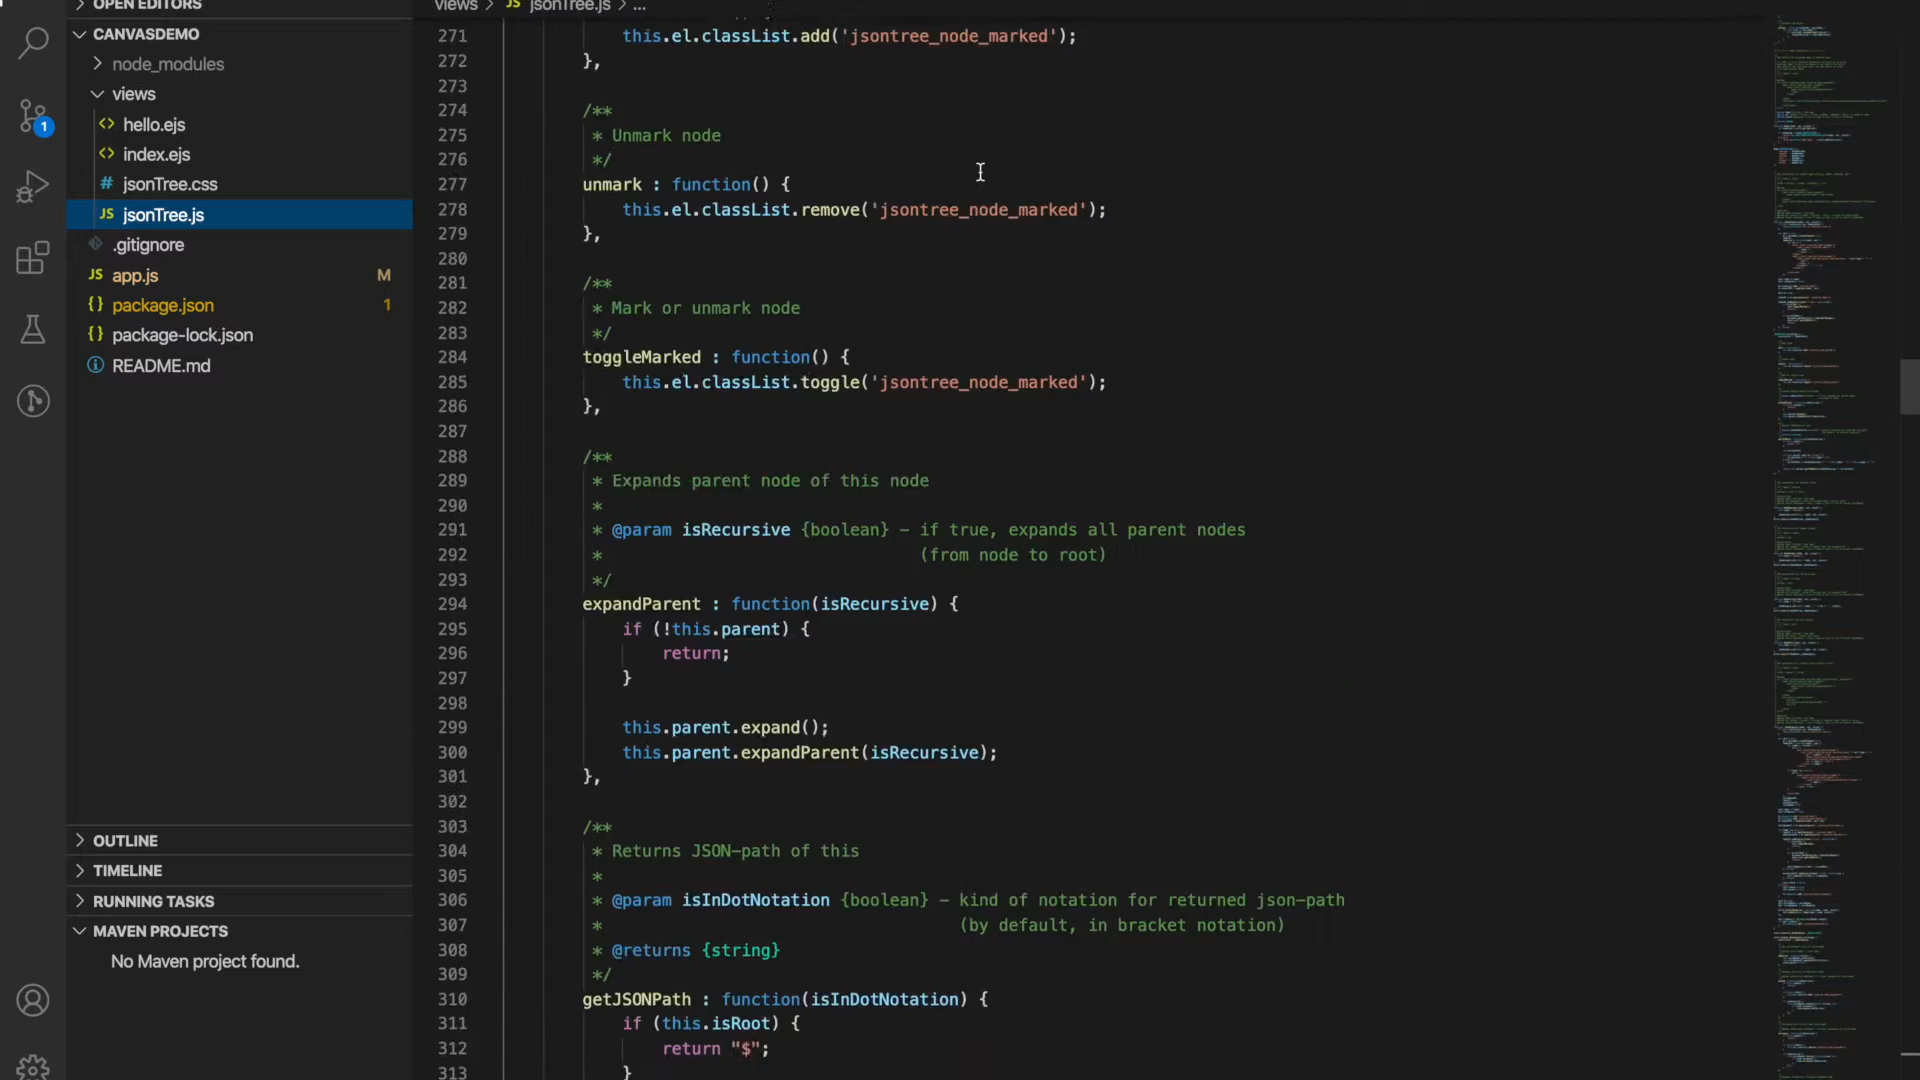 OPEN EDITORS
CANVASDEMO
node_modules
views
hello.ejs
index.ejs
# jsonTree.css
JS jsonTree.js
.gitignore
JS app.js M
{} package.json 1
{} package-lock.json
README.md
1
OUTLINE
TIMELINE
RUNNING TASKS
MAVEN PROJECTS
No Maven project found.
views > JS jsonTree.js > ...
271 this.el.classList.add('jsontree_node_marked');
272 },
273
274 /**
275 * Unmark node
276 */
277 unmark : function() {
278 this.el.classList.remove('jsontree_node_marked');
279 },
280
281 /**
282 * Mark or unmark node
283 */
284 toggleMarked : function() {
285 this.el.classList.toggle('jsontree_node_marked');
286 },
287
288 /**
289 * Expands parent node of this node
290 *
291 * @param isRecursive {boolean} - if true, expands all parent nodes
292 * (from node to root)
293 */
294 expandParent : function(isRecursive) {
295 if (!this.parent) {
296 return;
297 }
298
299 this.parent.expand();
300 this.parent.expandParent(isRecursive);
301 },
302
303 /**
304 * Returns JSON-path of this
305 *
306 * @param isInDotNotation {boolean} - kind of notation for returned json-path
307 * (by default, in bracket notation)
308 * @returns {string}
309 */
310 getJSONPath : function(isInDotNotation) {
311 if (this.isRoot) {
312 return "$";
313 }